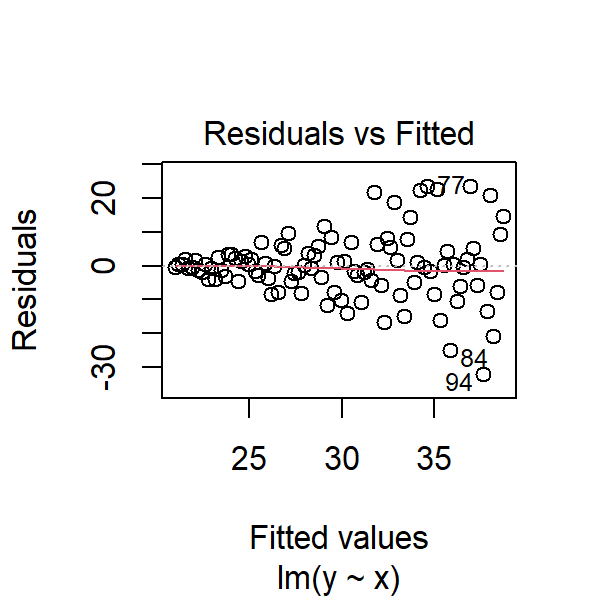 Residuals vs Fitted
Residuals
20
0
-30
77
84
94
25 30 35
Fitted values
lm(y ~ x)